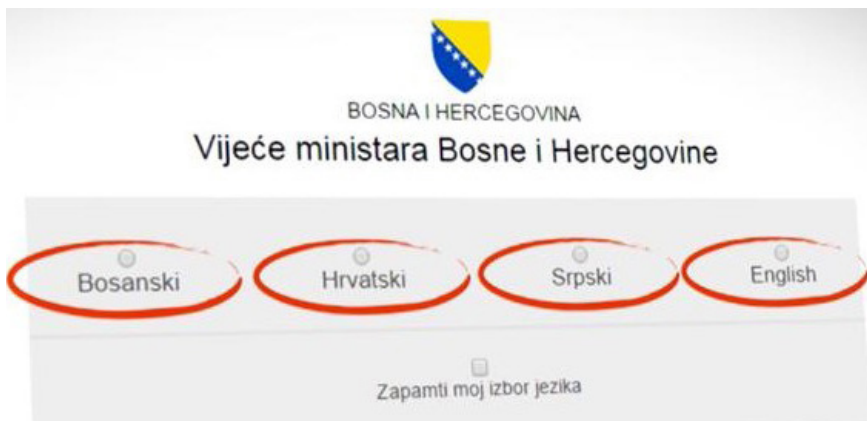 BOSNA I HERCEGOVINA
Vijeće ministara Bosne i Hercegovine
Bosanski Hrvatski Srpski English
Zapamti moj izbor jezika